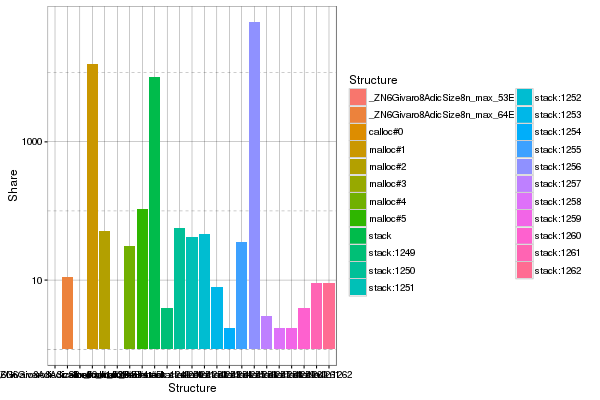 Share
1000
10
Structure
Structure
_ZN6Givaro8AdicSize8n_max_53E
_ZN6Givaro8AdicSize8n_max_64E
calloc#0
malloc#1
malloc#2
malloc#3
malloc#4
malloc#5
stack
stack:1249
stack:1250
stack:1251
stack:1252
stack:1253
stack:1254
stack:1255
stack:1256
stack:1257
stack:1258
stack:1259
stack:1260
stack:1261
stack:1262